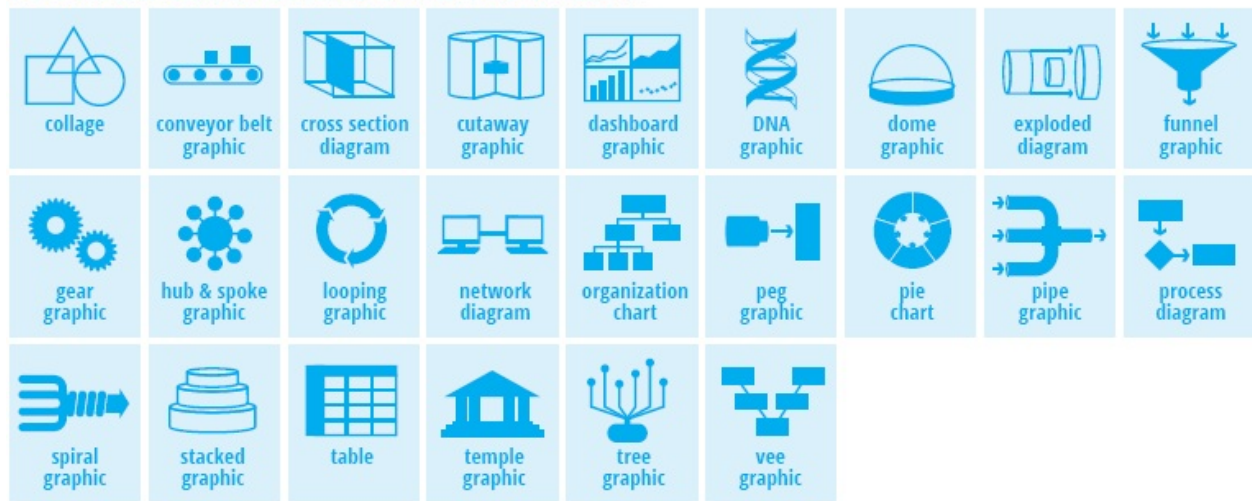 collage
conveyor belt
graphic
cross section
diagram
cutaway
graphic
dashboard
graphic
DNA
graphic
dome
graphic
exploded
diagram
funnel
graphic
gear
graphic
hub & spoke
graphic
looping
graphic
network
diagram
organization
chart
peg
graphic
pie
chart
pipe
graphic
process
diagram
spiral
graphic
stacked
graphic
table
temple
graphic
tree
graphic
vee
graphic